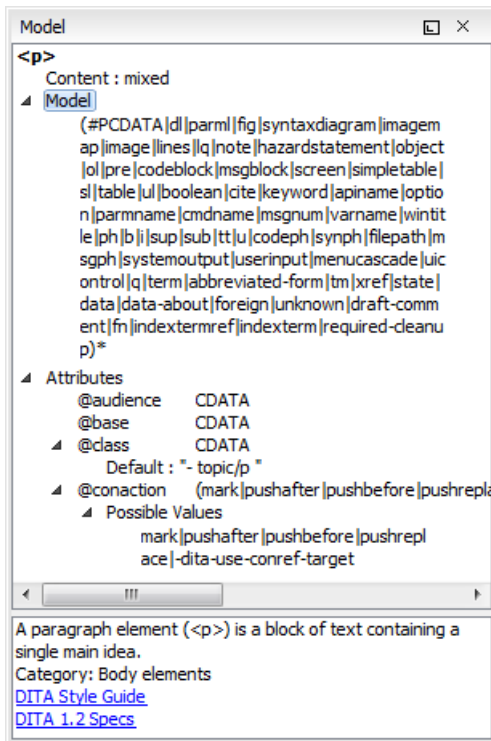 Model
<p>
Content : mixed
Model
(#PCDATA|dl|parml|fig|syntaxdiagram|imagem
ap|image|lines|lq|note|hazardstatement|object
|ol|pre|codeblock|msgblock|screen|simpletable|
sl|table|ul|boolean|cite|keyword|apiname|optio
n|parmname|cmdname|msgnum|varname|wintit
le|ph|b|i|sup|sub|tt|u|codeph|synph|filepath|m
sgph|systemoutput|userinput|menucascade|uic
ontrol|q|term|abbreviated-form|tm|xref|state|
data|data-about|foreign|unknown|draft-comm
ent|fn|indextermref|indexterm|required-cleanu
p)*
Attributes
@audience CDATA
@base CDATA
@class CDATA
Default : "- topic/p "
@conaction (mark|pushafter|pushbefore|pushrepla
Possible Values
mark|pushafter|pushbefore|pushrepl
ace|-dita-use-conref-target
A paragraph element (<p>) is a block of text containing a
single main idea.
Category: Body elements
DITA Style Guide
DITA 1.2 Specs